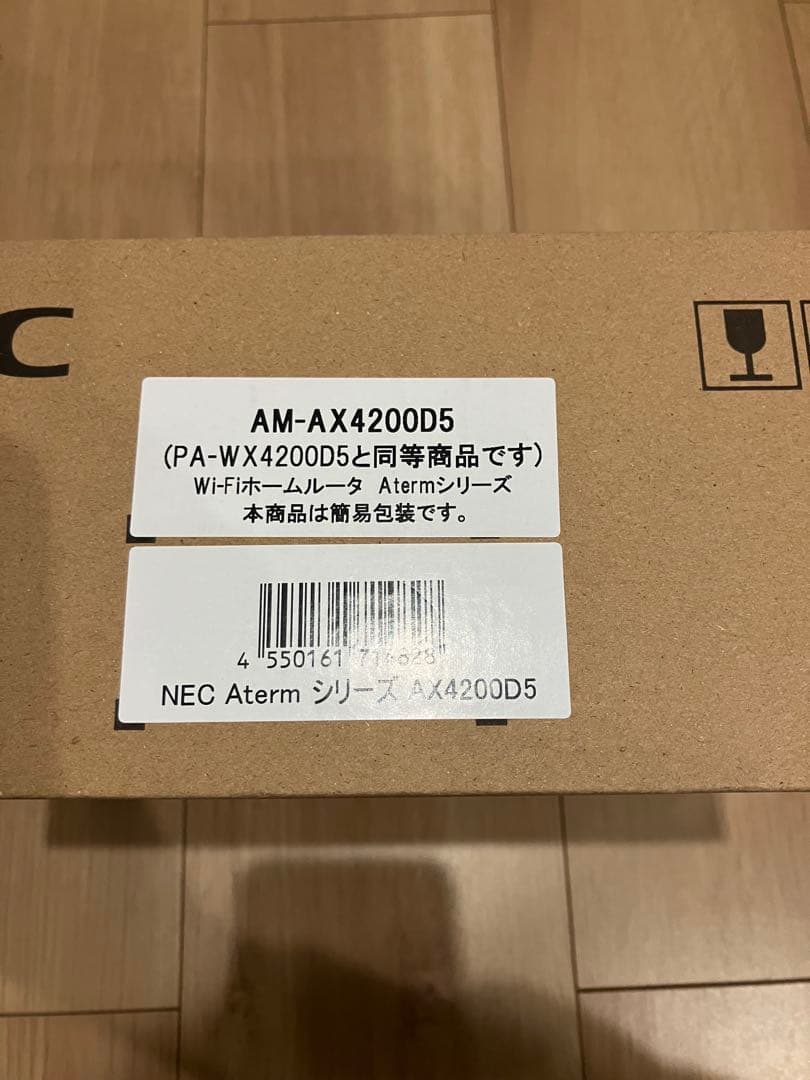 C
AM-AX4200D5
(PA-WX4200D5と同等商品です)
Wi-Fiホームルータ Atermシリーズ
本商品は簡易包装です。
4 550161
NEC Aterm シリーズ AX4200D5